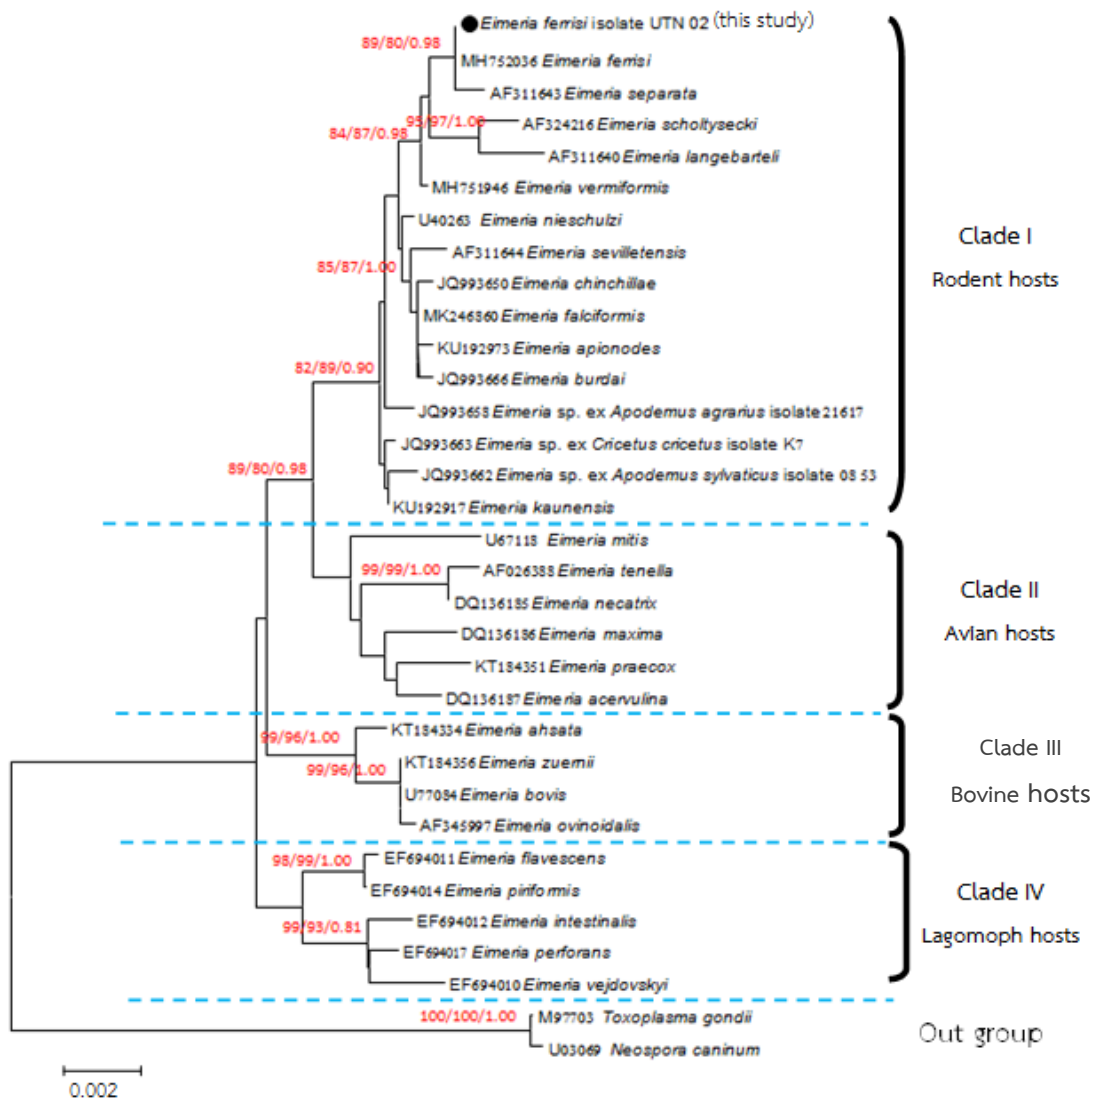 Eimeria ferrisi isolate UTN 02 (this study)
89/80/0.98
MH752036 Eimeria ferrisi
AF311643 Eimeria separata
95/97/1.00
AF324216 Eimeria scholtysecki
84/87/0.98
AF311640 Eimeria langebarteli
MH751946 Eimeria vermiformis
U40263 Eimeria nieschulzi
Clade I
AF311644 Eimeria sevilletensis
85/87/1.00
JQ993650 Eimeria chinchillae
Rodent hosts
MK246860 Eimeria falciformis
KU192973 Eimeria apionodes
82/89/0.90
JQ993666 Eimeria burdai
JQ993658 Eimeria sp. ex Apodemus agrarius isolate21617
JQ993663 Eimeria sp. ex Cricetus cricetus isolate K7
89/80/0.98
JQ993662 Eimeria sp. ex Apodemus sylvaticus isolate 08 53
KU192917 Eimeria kaunensis
U67118 Eimeria mitis
99/99/1.00
AF026388 Eimeria tenella
Clade II
DQ136185 Eimeria necatrix
DQ136186 Eimeria maxima
Avian hosts
KT184351 Eimeria praecox
DQ136187 Eimeria acervulina
KT184334 Eimeria ahsata
99/96/1.00
Clade III
KT184356 Eimeria zuernii
99/96/1.00
U77084 Eimeria bovis
Bovine hosts
AF345997 Eimeria ovinoidalis
EF694011 Eimeria flavescens
98/99/1.00
EF694014 Eimeria piriformis
Clade IV
EF694012 Eimeria intestinalis
99/93/0.81
Lagomoph hosts
EF694017 Eimeria perforans
EF694010 Eimeria vejdovskyi
100/100/1.00
M97703 Toxoplasma gondii
Out group
U03069 Neospora caninum
0.002